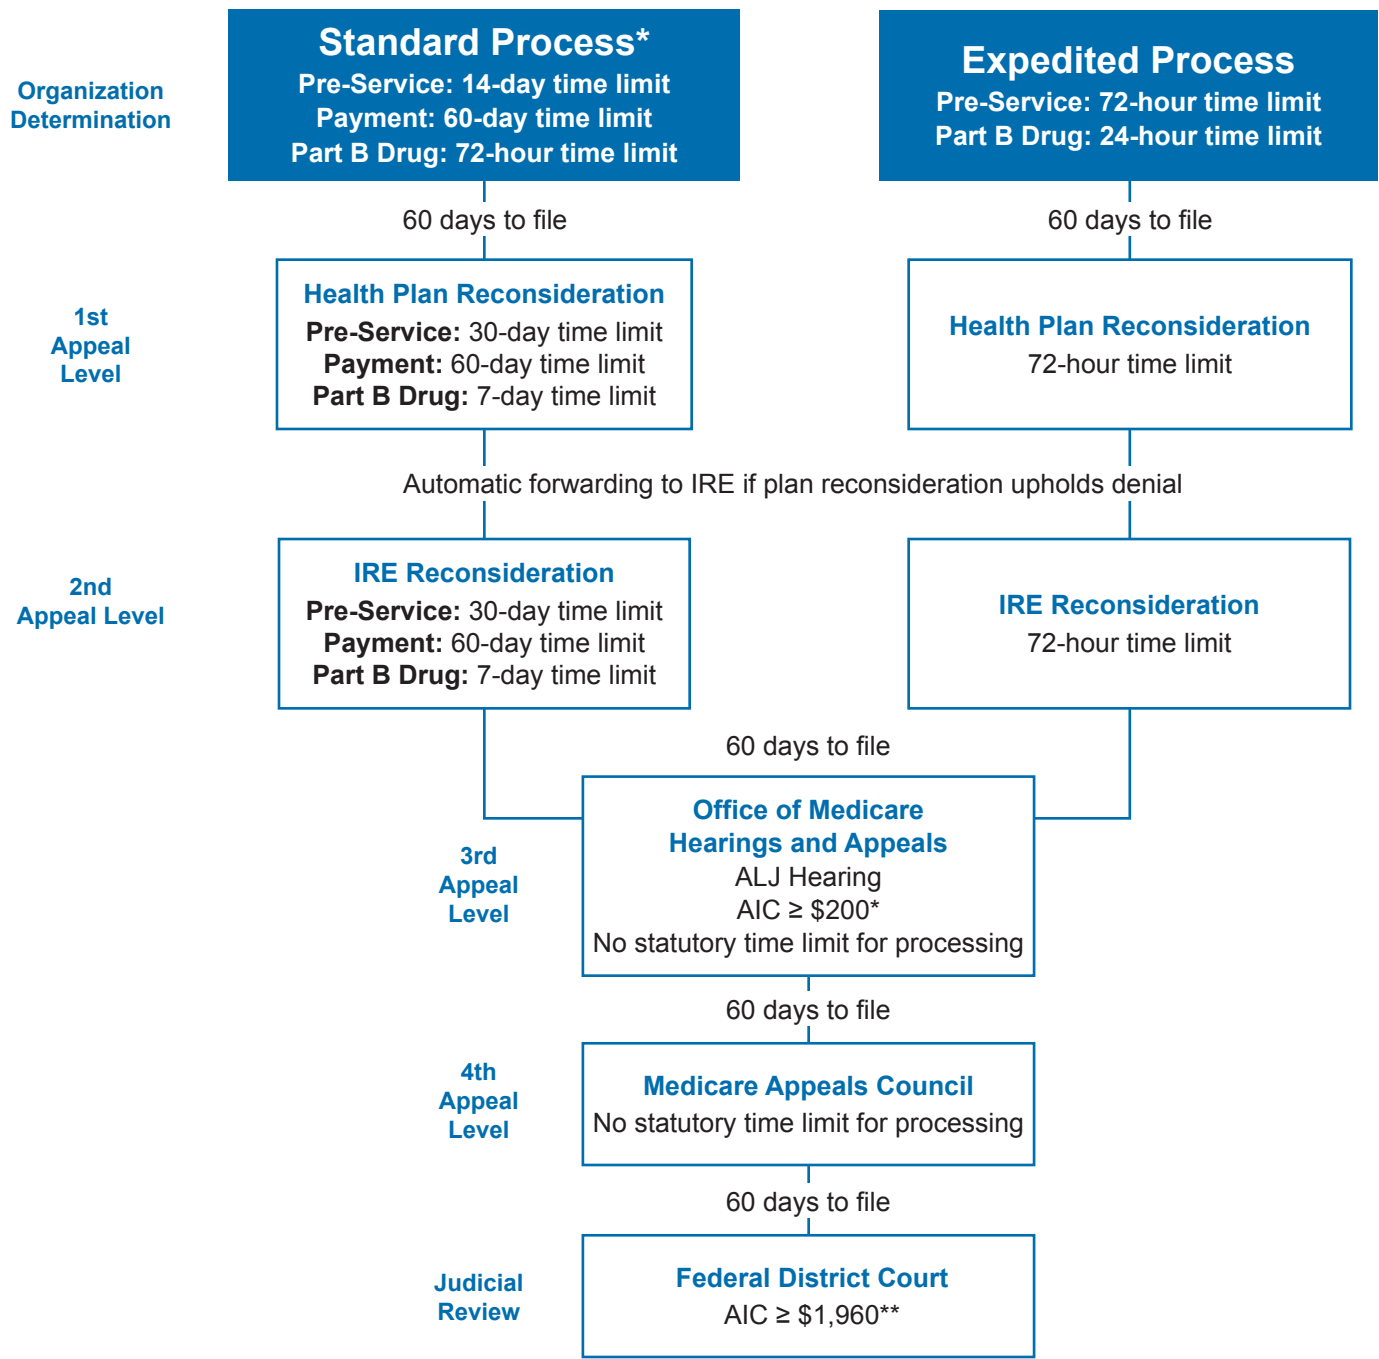 Organization
Determination
Standard Process*
Pre-Service: 14-day time limit
Payment: 60-day time limit
Part B Drug: 72-hour time limit
Expedited Process
Pre-Service: 72-hour time limit
Part B Drug: 24-hour time limit
60 days to file
60 days to file
1st
Appeal
Level
Health Plan Reconsideration
Pre-Service: 30-day time limit
Payment: 60-day time limit
Part B Drug: 7-day time limit
Health Plan Reconsideration
72-hour time limit
Automatic forwarding to IRE if plan reconsideration upholds denial
2nd
Appeal Level
IRE Reconsideration
Pre-Service: 30-day time limit
Payment: 60-day time limit
Part B Drug: 7-day time limit
IRE Reconsideration
72-hour time limit
60 days to file
3rd
Appeal
Level
Office of Medicare
Hearings and Appeals
ALJ Hearing
AIC ≥ $200*
No statutory time limit for processing
60 days to file
4th
Appeal
Level
Medicare Appeals Council
No statutory time limit for processing
60 days to file
Judicial
Review
Federal District Court
AIC ≥ $1,960**